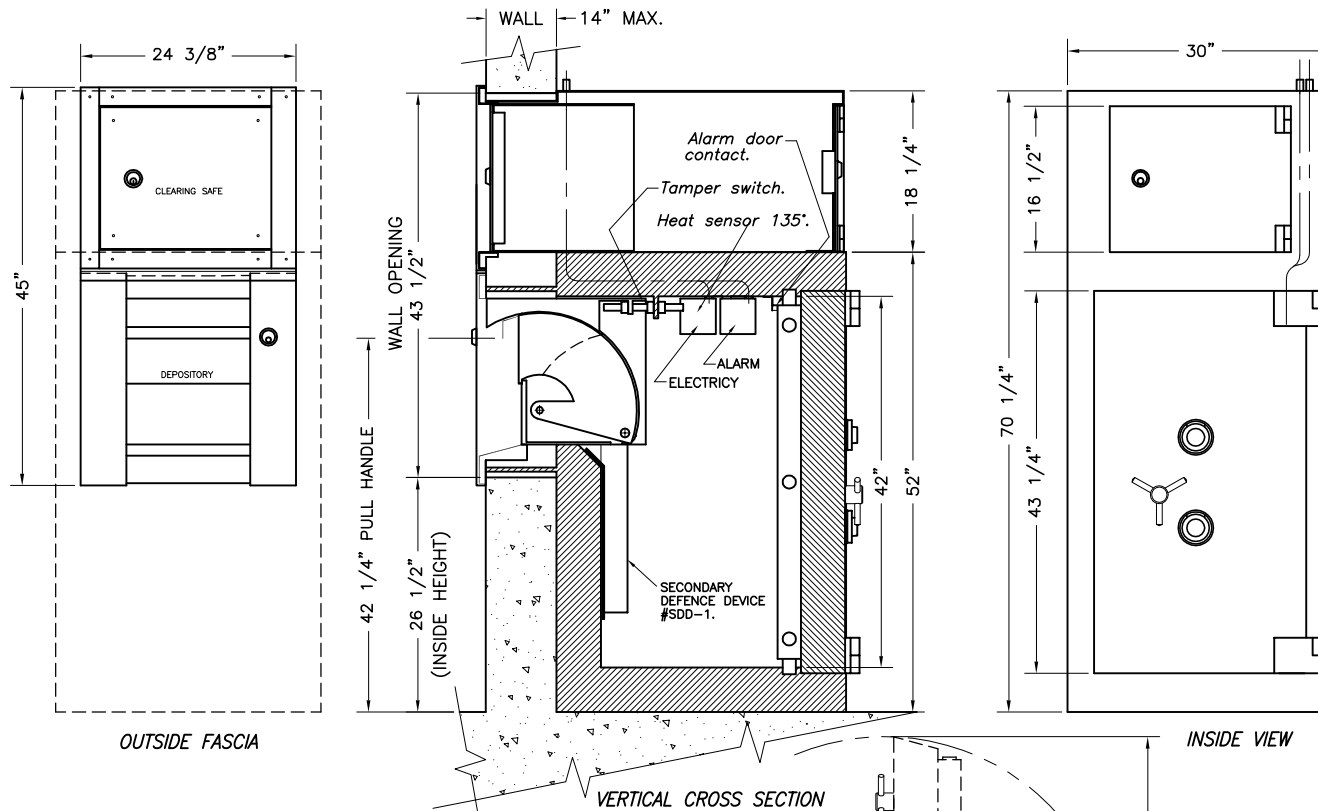 WALL
14" MAX.
24 3/8"
30"
45"
CLEARING SAFE
DEPOSITORY
OUTSIDE FASCIA
WALL OPENING
43 1/2"
42 1/4" PULL HANDLE
26 1/2"
(INSIDE HEIGHT)
Alarm door
contact.
Tamper switch.
Heat sensor 135°.
ALARM
ELECTRICY
SECONDARY
DEFENCE DEVICE
#SDD-1.
18 1/4"
42"
52"
VERTICAL CROSS SECTION
16 1/2"
70 1/4"
43 1/4"
INSIDE VIEW